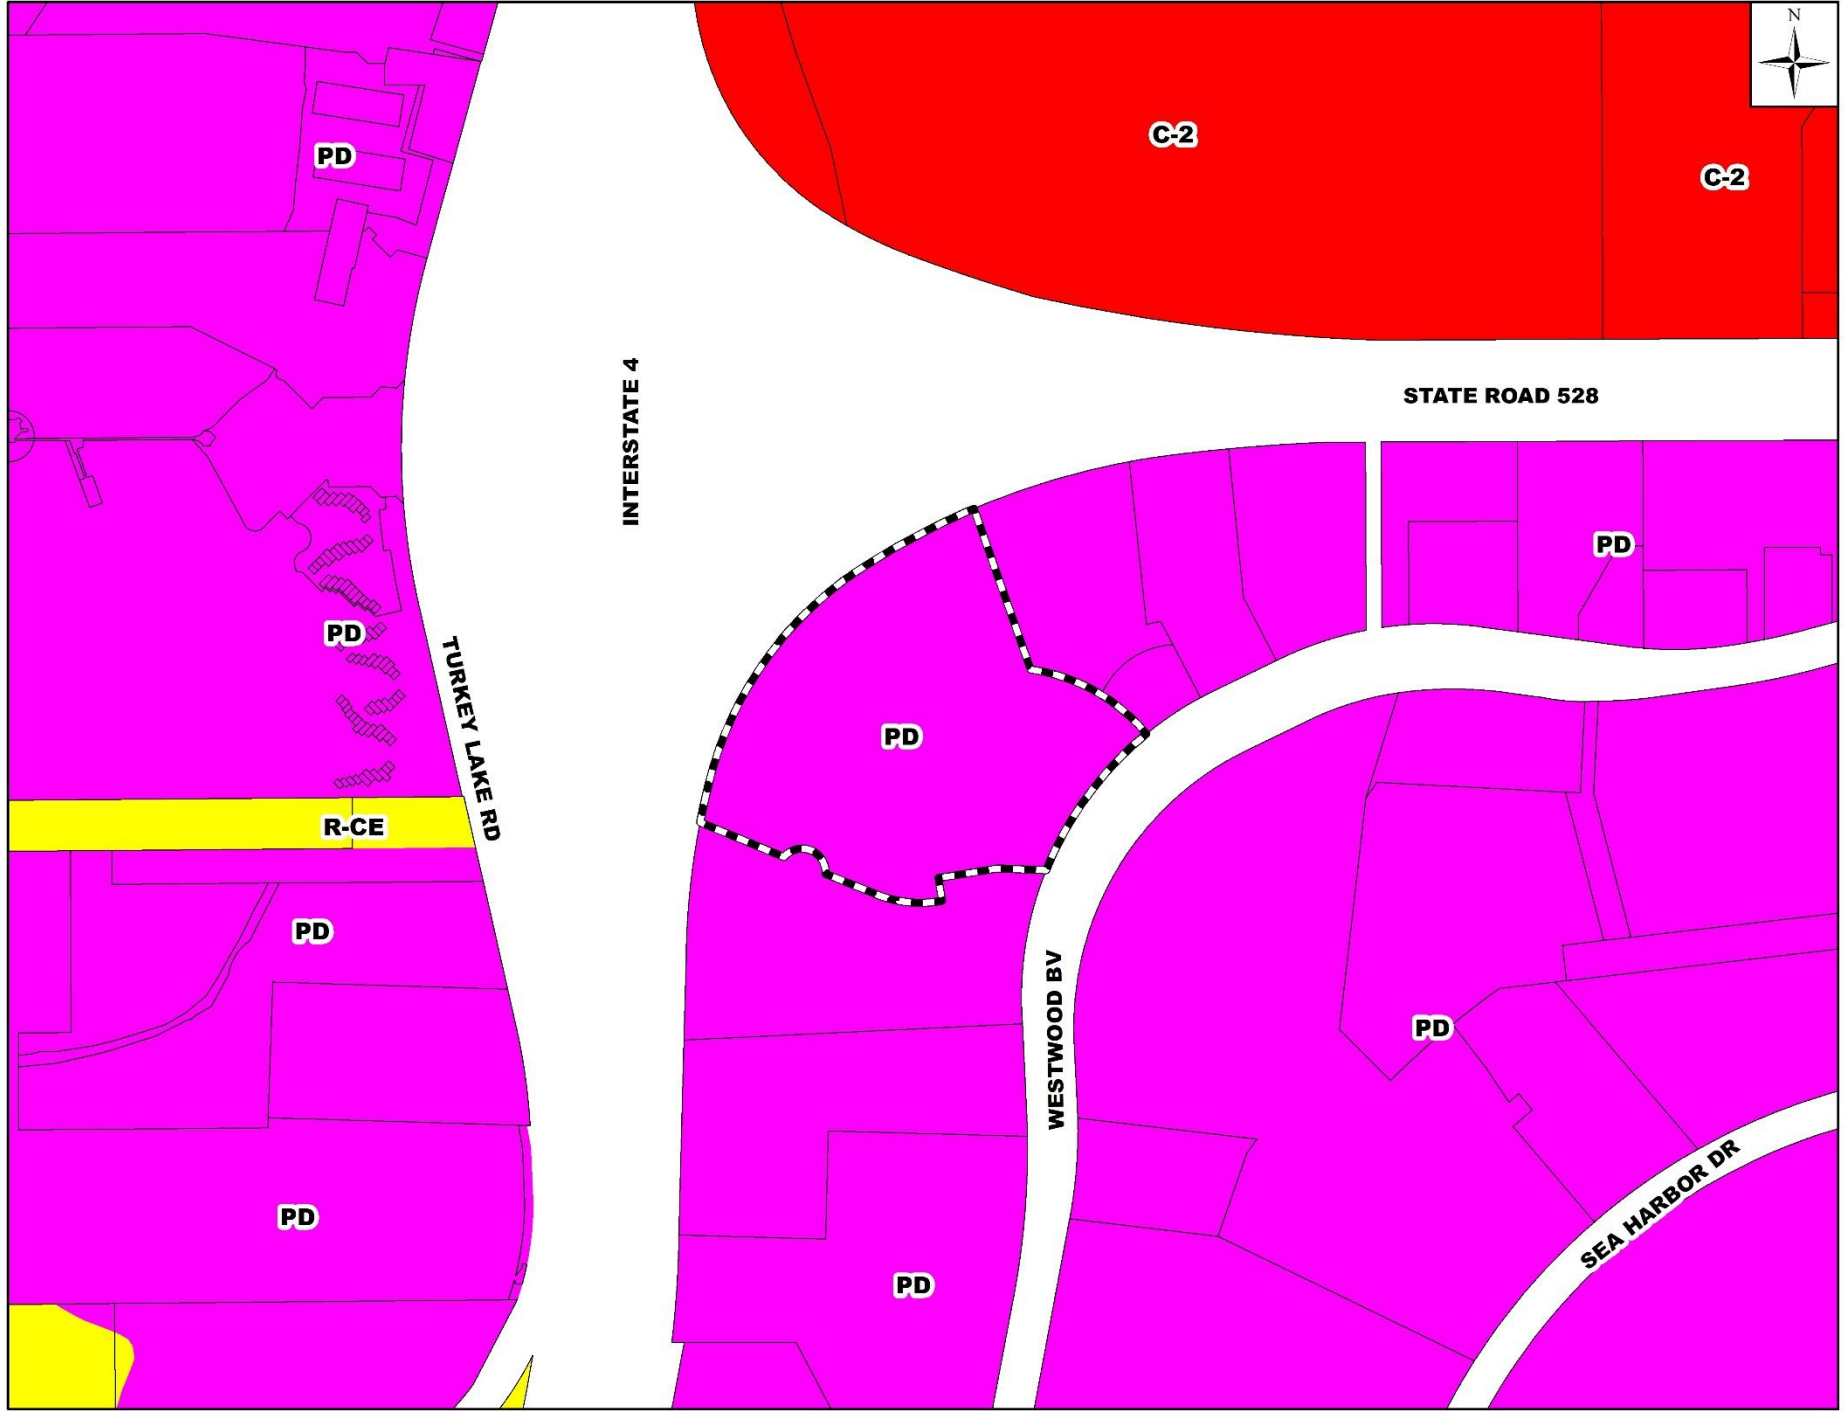 N
C-2
PD
C-2
INTERSTATE 4
STATE ROAD 528
PD
PD
TURKEY LAKE RD
PD
R-CE
PD
WESTWOOD BV
PD
SEA HARBOR DR
PD
PD